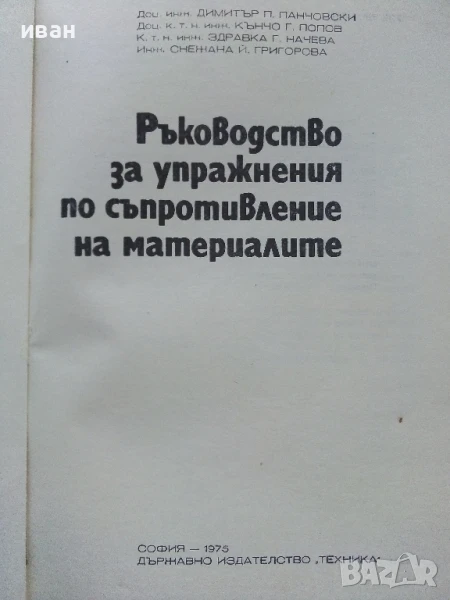 иван
Доц. инж. ДИМИТЪР П. ПАНЧОВСКИ
Доц. к. т. н. инж. КЪНЧО Г. ПОПОВ
К. т. н. инж. ЗДРАВКА Г. НАЧЕВА
Инж. СНЕЖАНА Й. ГРИГОРОВА
Ръководство
за упражнения
по съпротивление
на материалите
СОФИЯ — 1975
ДЪРЖАВНО ИЗДАТЕЛСТВО „ТЕХНИКА“
BAZAR